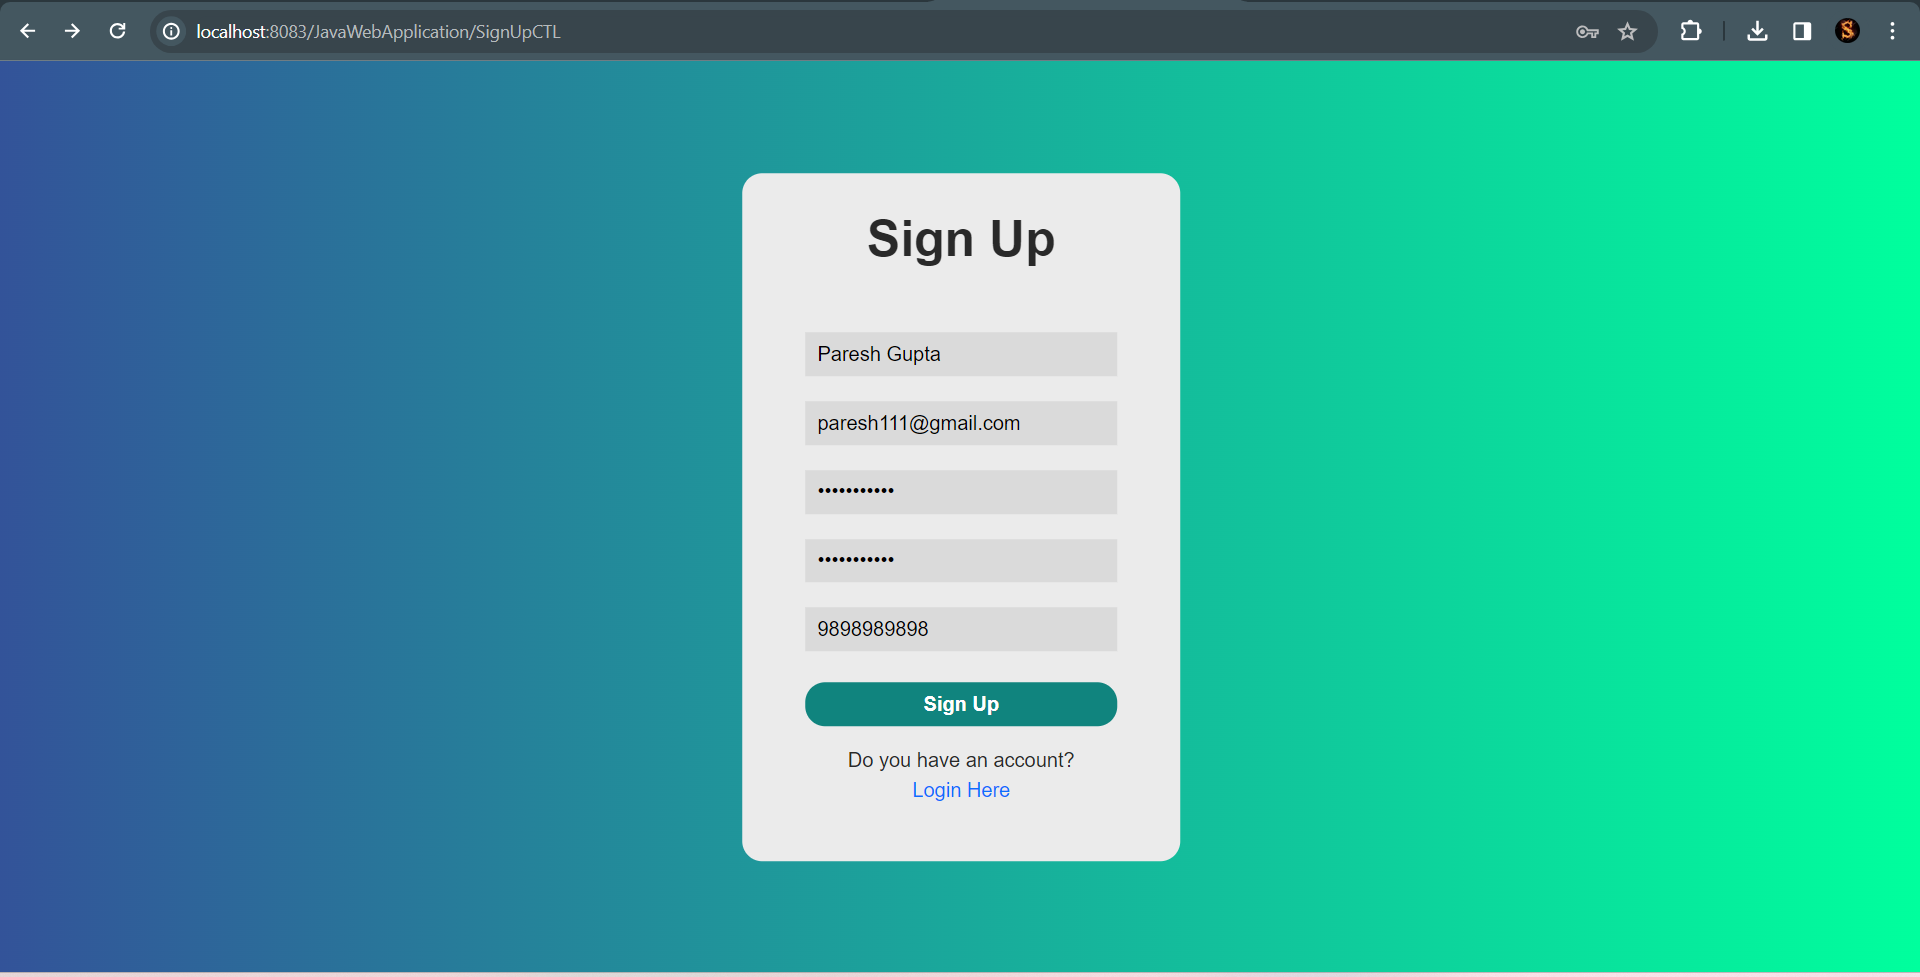 localhost:8083/JavaWebApplication/SignUpCTL
Sign Up
Paresh Gupta
paresh111@gmail.com
•••••••••••
•••••••••••
9898989898
Sign Up
Do you have an account?
Login Here